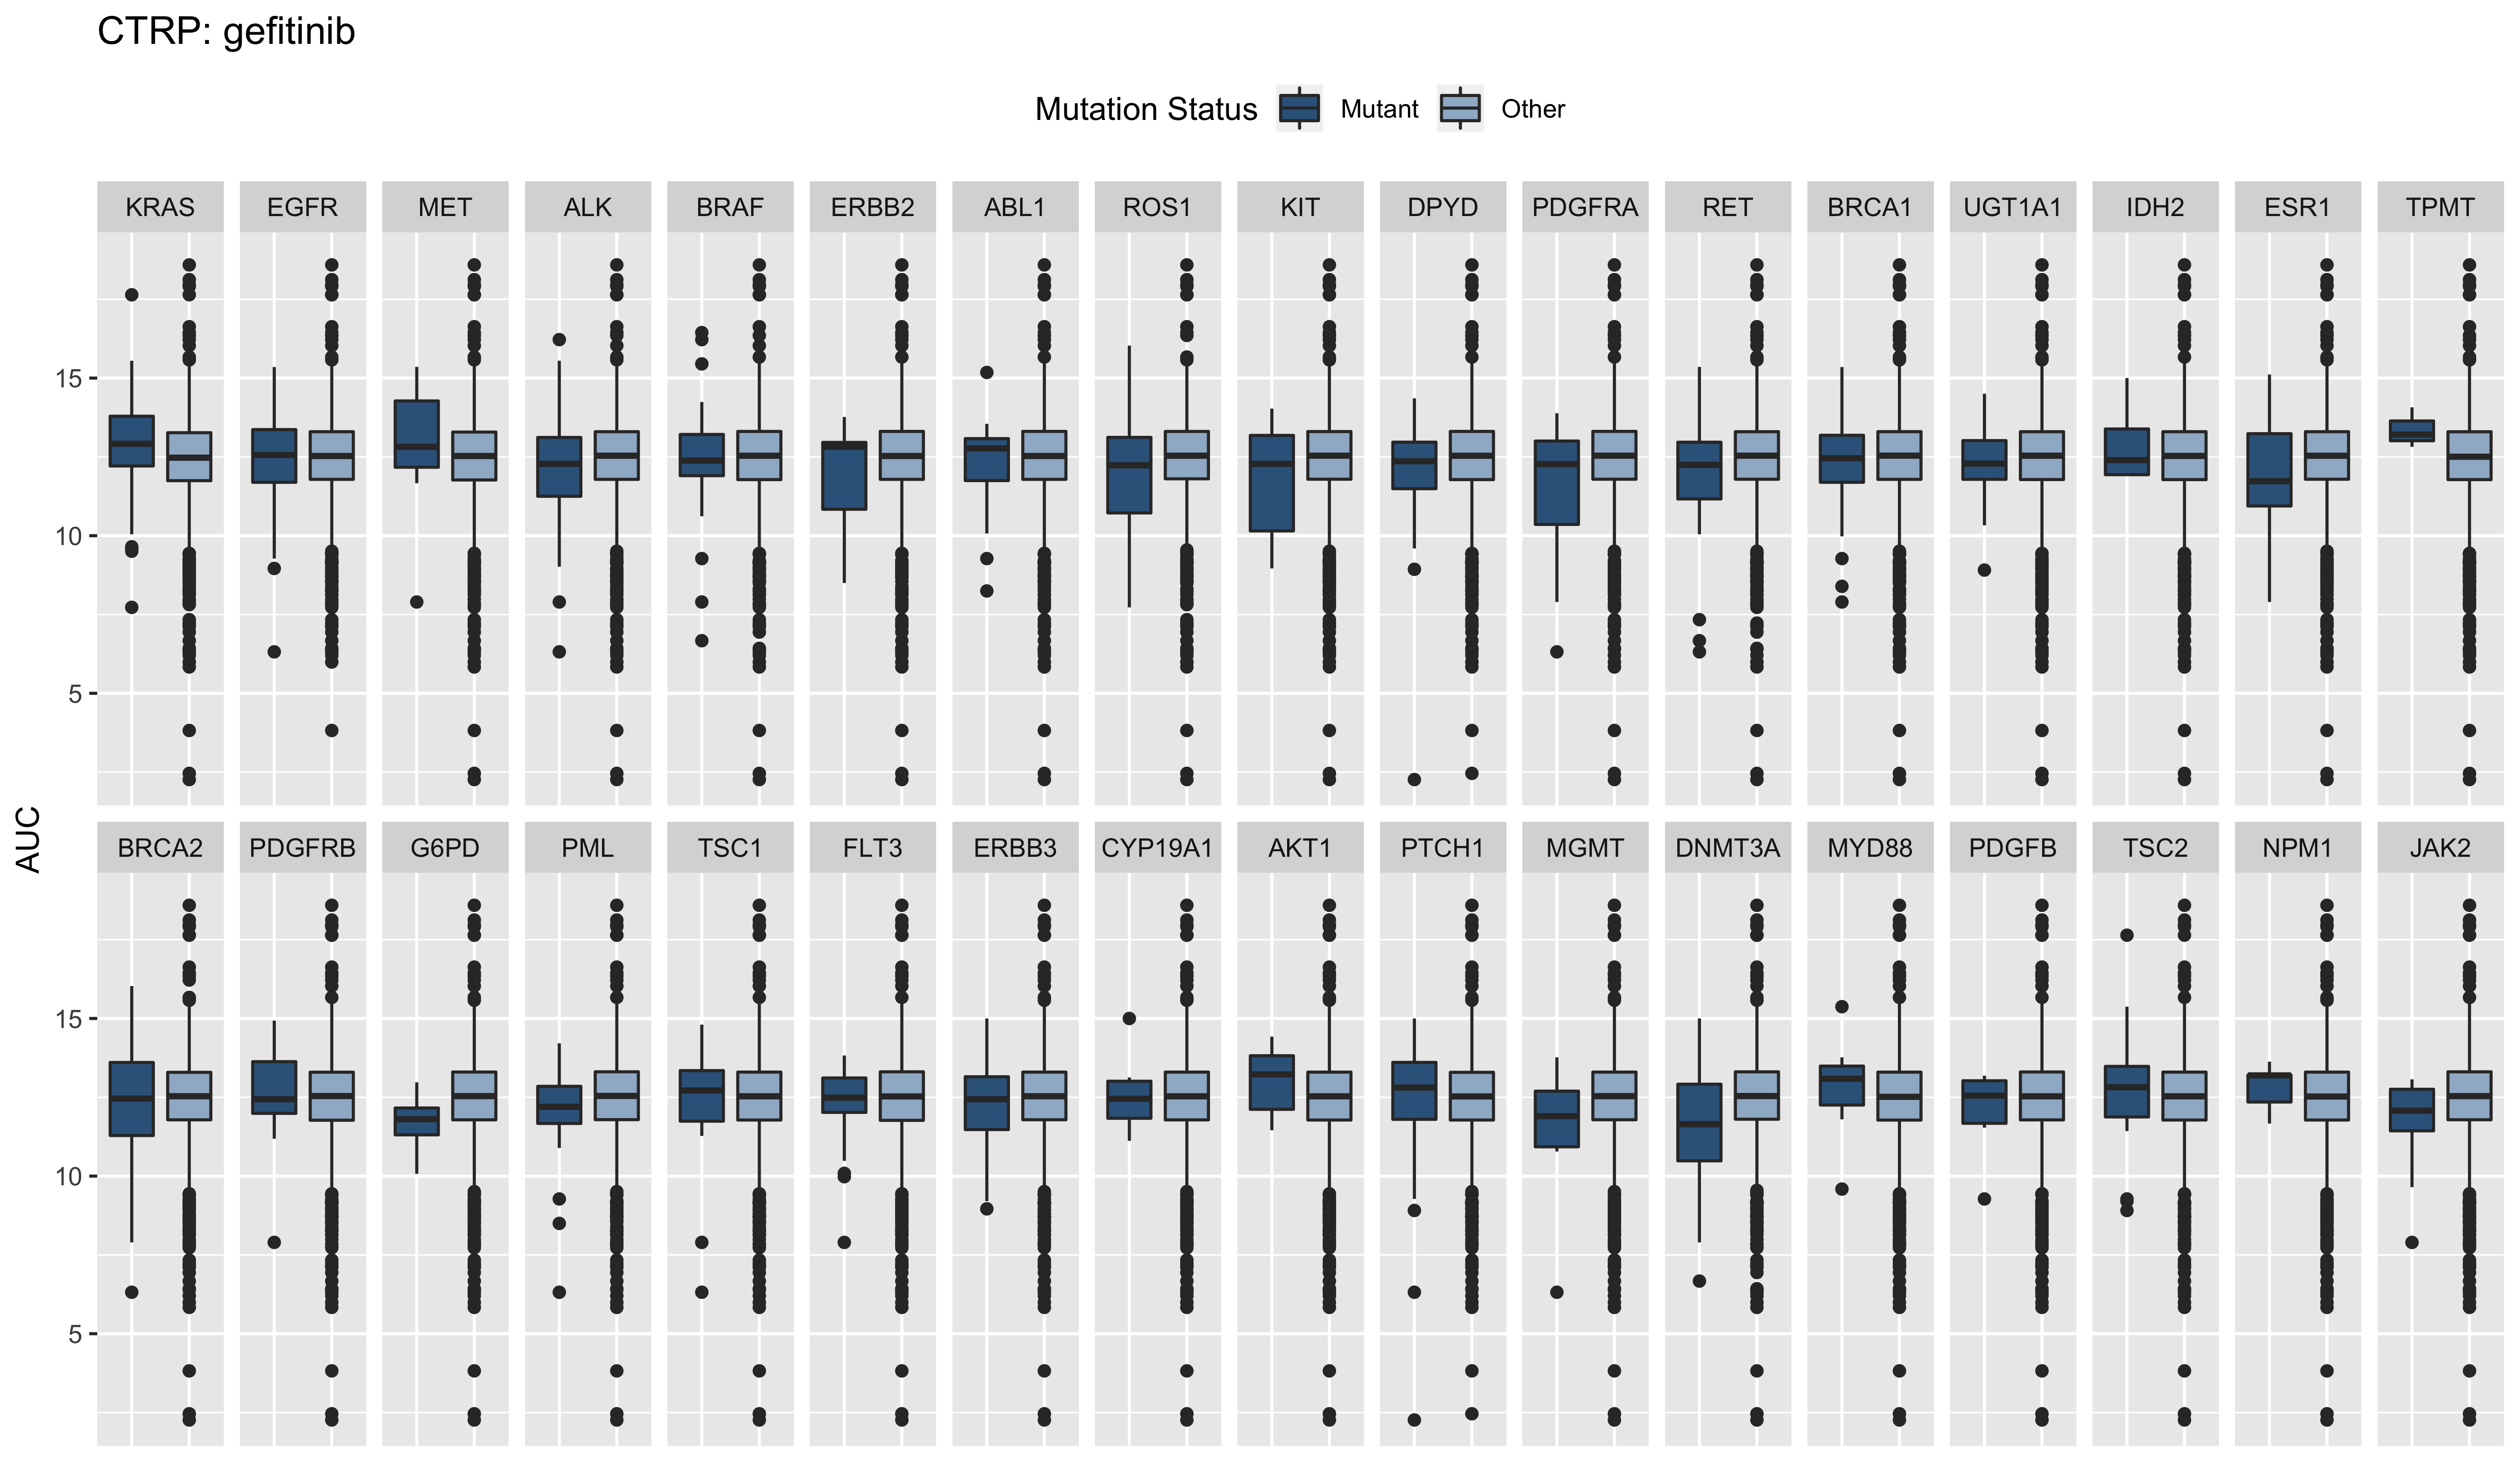 CTRP: gefitinib
Mutation Status Mutant Other
KRAS EGFR MET ALK BRAF ERBB2 ABL1 ROS1 KIT DPYD PDGFRA RET BRCA1 UGT1A1 IDH2 ESR1 TPMT
15
10
5
AUC
BRCA2 PDGFRB G6PD PML TSC1 FLT3 ERBB3 CYP19A1 AKT1 PTCH1 MGMT DNMT3A MYD88 PDGFB TSC2 NPM1 JAK2
15
10
5